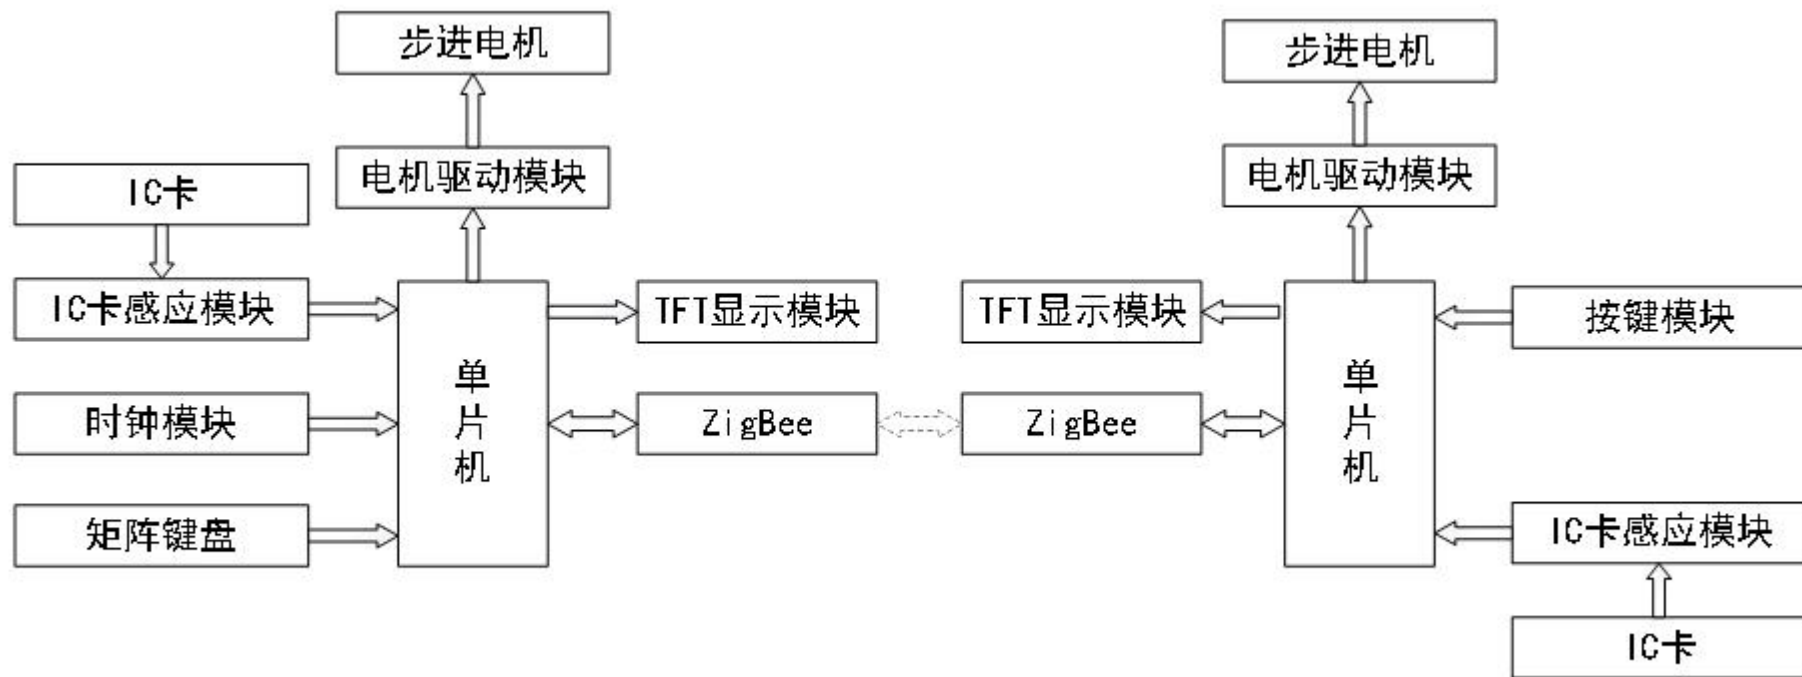 步进电机
步进电机
电机驱动模块
电机驱动模块
IC卡
IC卡感应模块
TFT显示模块
TFT显示模块
按键模块
单片机
单片机
时钟模块
ZigBee
ZigBee
矩阵键盘
IC卡感应模块
IC卡